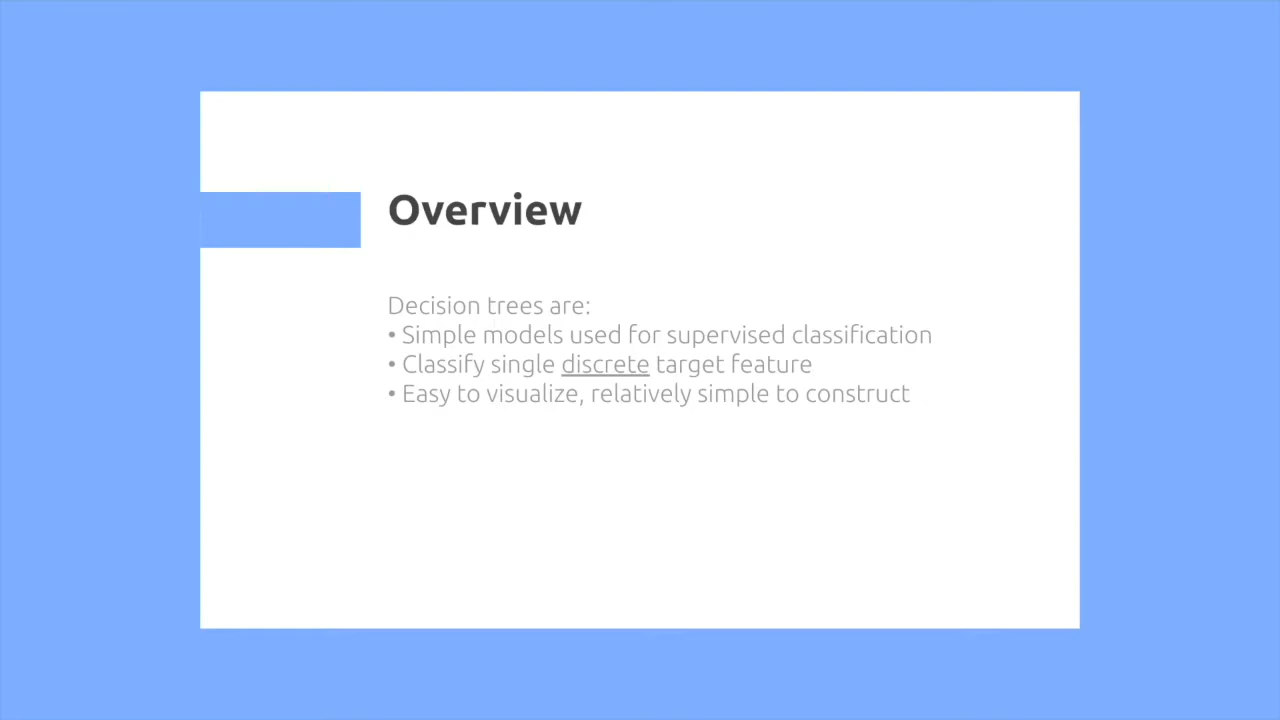 Overview
Decision trees are:
• Simple models used for supervised classification
• Classify single discrete target feature
• Easy to visualize, relatively simple to construct